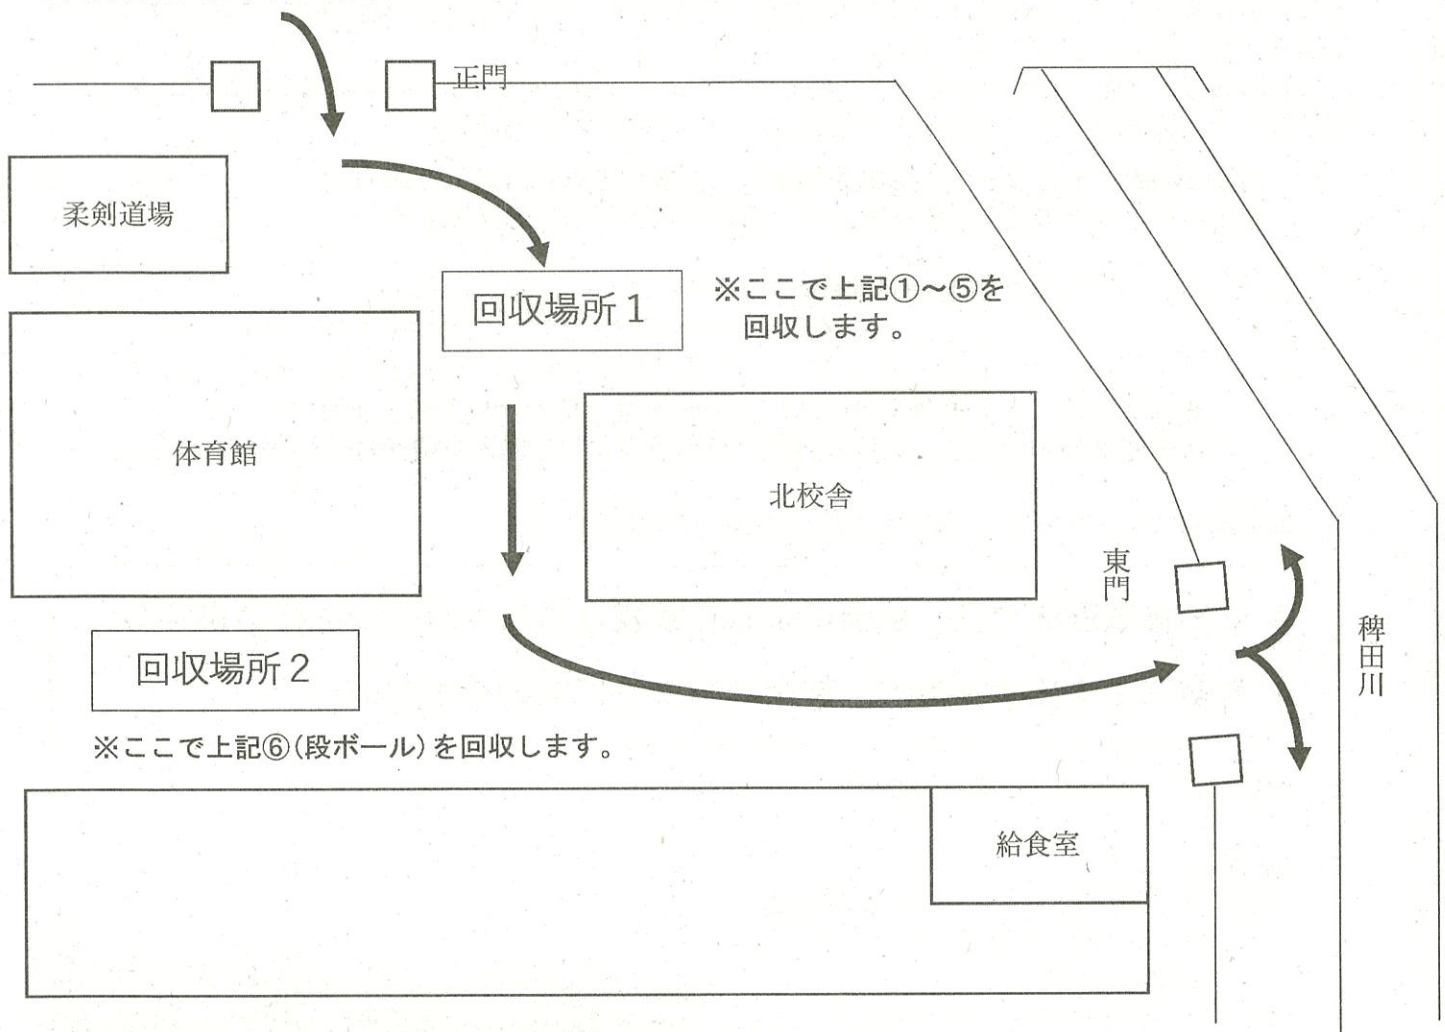 正門
柔剣道場
回収場所1
※ここで上記①～⑤を
回収します。
体育館
北校舎
東門
稗田川
回収場所2
※ここで上記⑥(段ボール)を回収します。
給食室